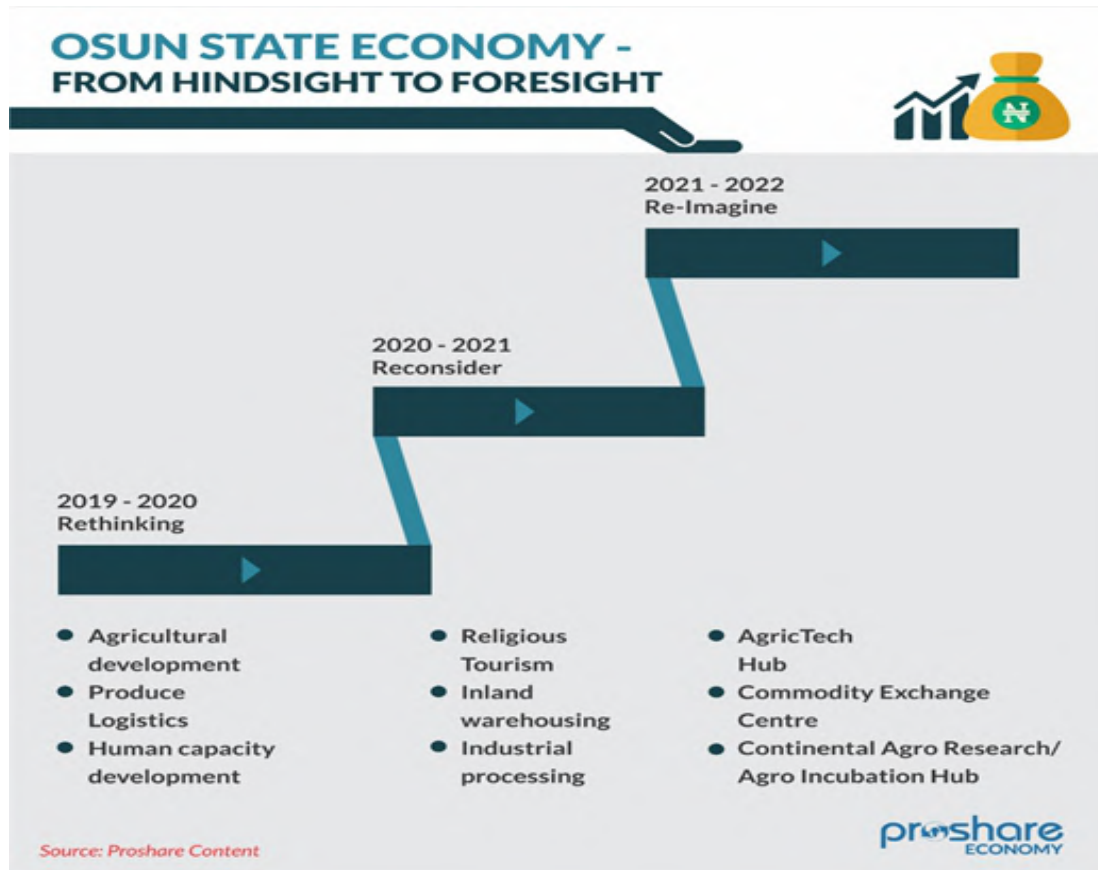 OSUN STATE ECONOMY -
FROM HINDSIGHT TO FORESIGHT
₦
2021 - 2022
Re-Imagine
2020 - 2021
Reconsider
2019 - 2020
Rethinking
Agricultural
development
Produce
Logistics
Human capacity
development
Religious
Tourism
Inland
warehousing
Industrial
processing
AgricTech
Hub
Commodity Exchange
Centre
Continental Agro Research/
Agro Incubation Hub
Source: Proshare Content
proshare
ECONOMY